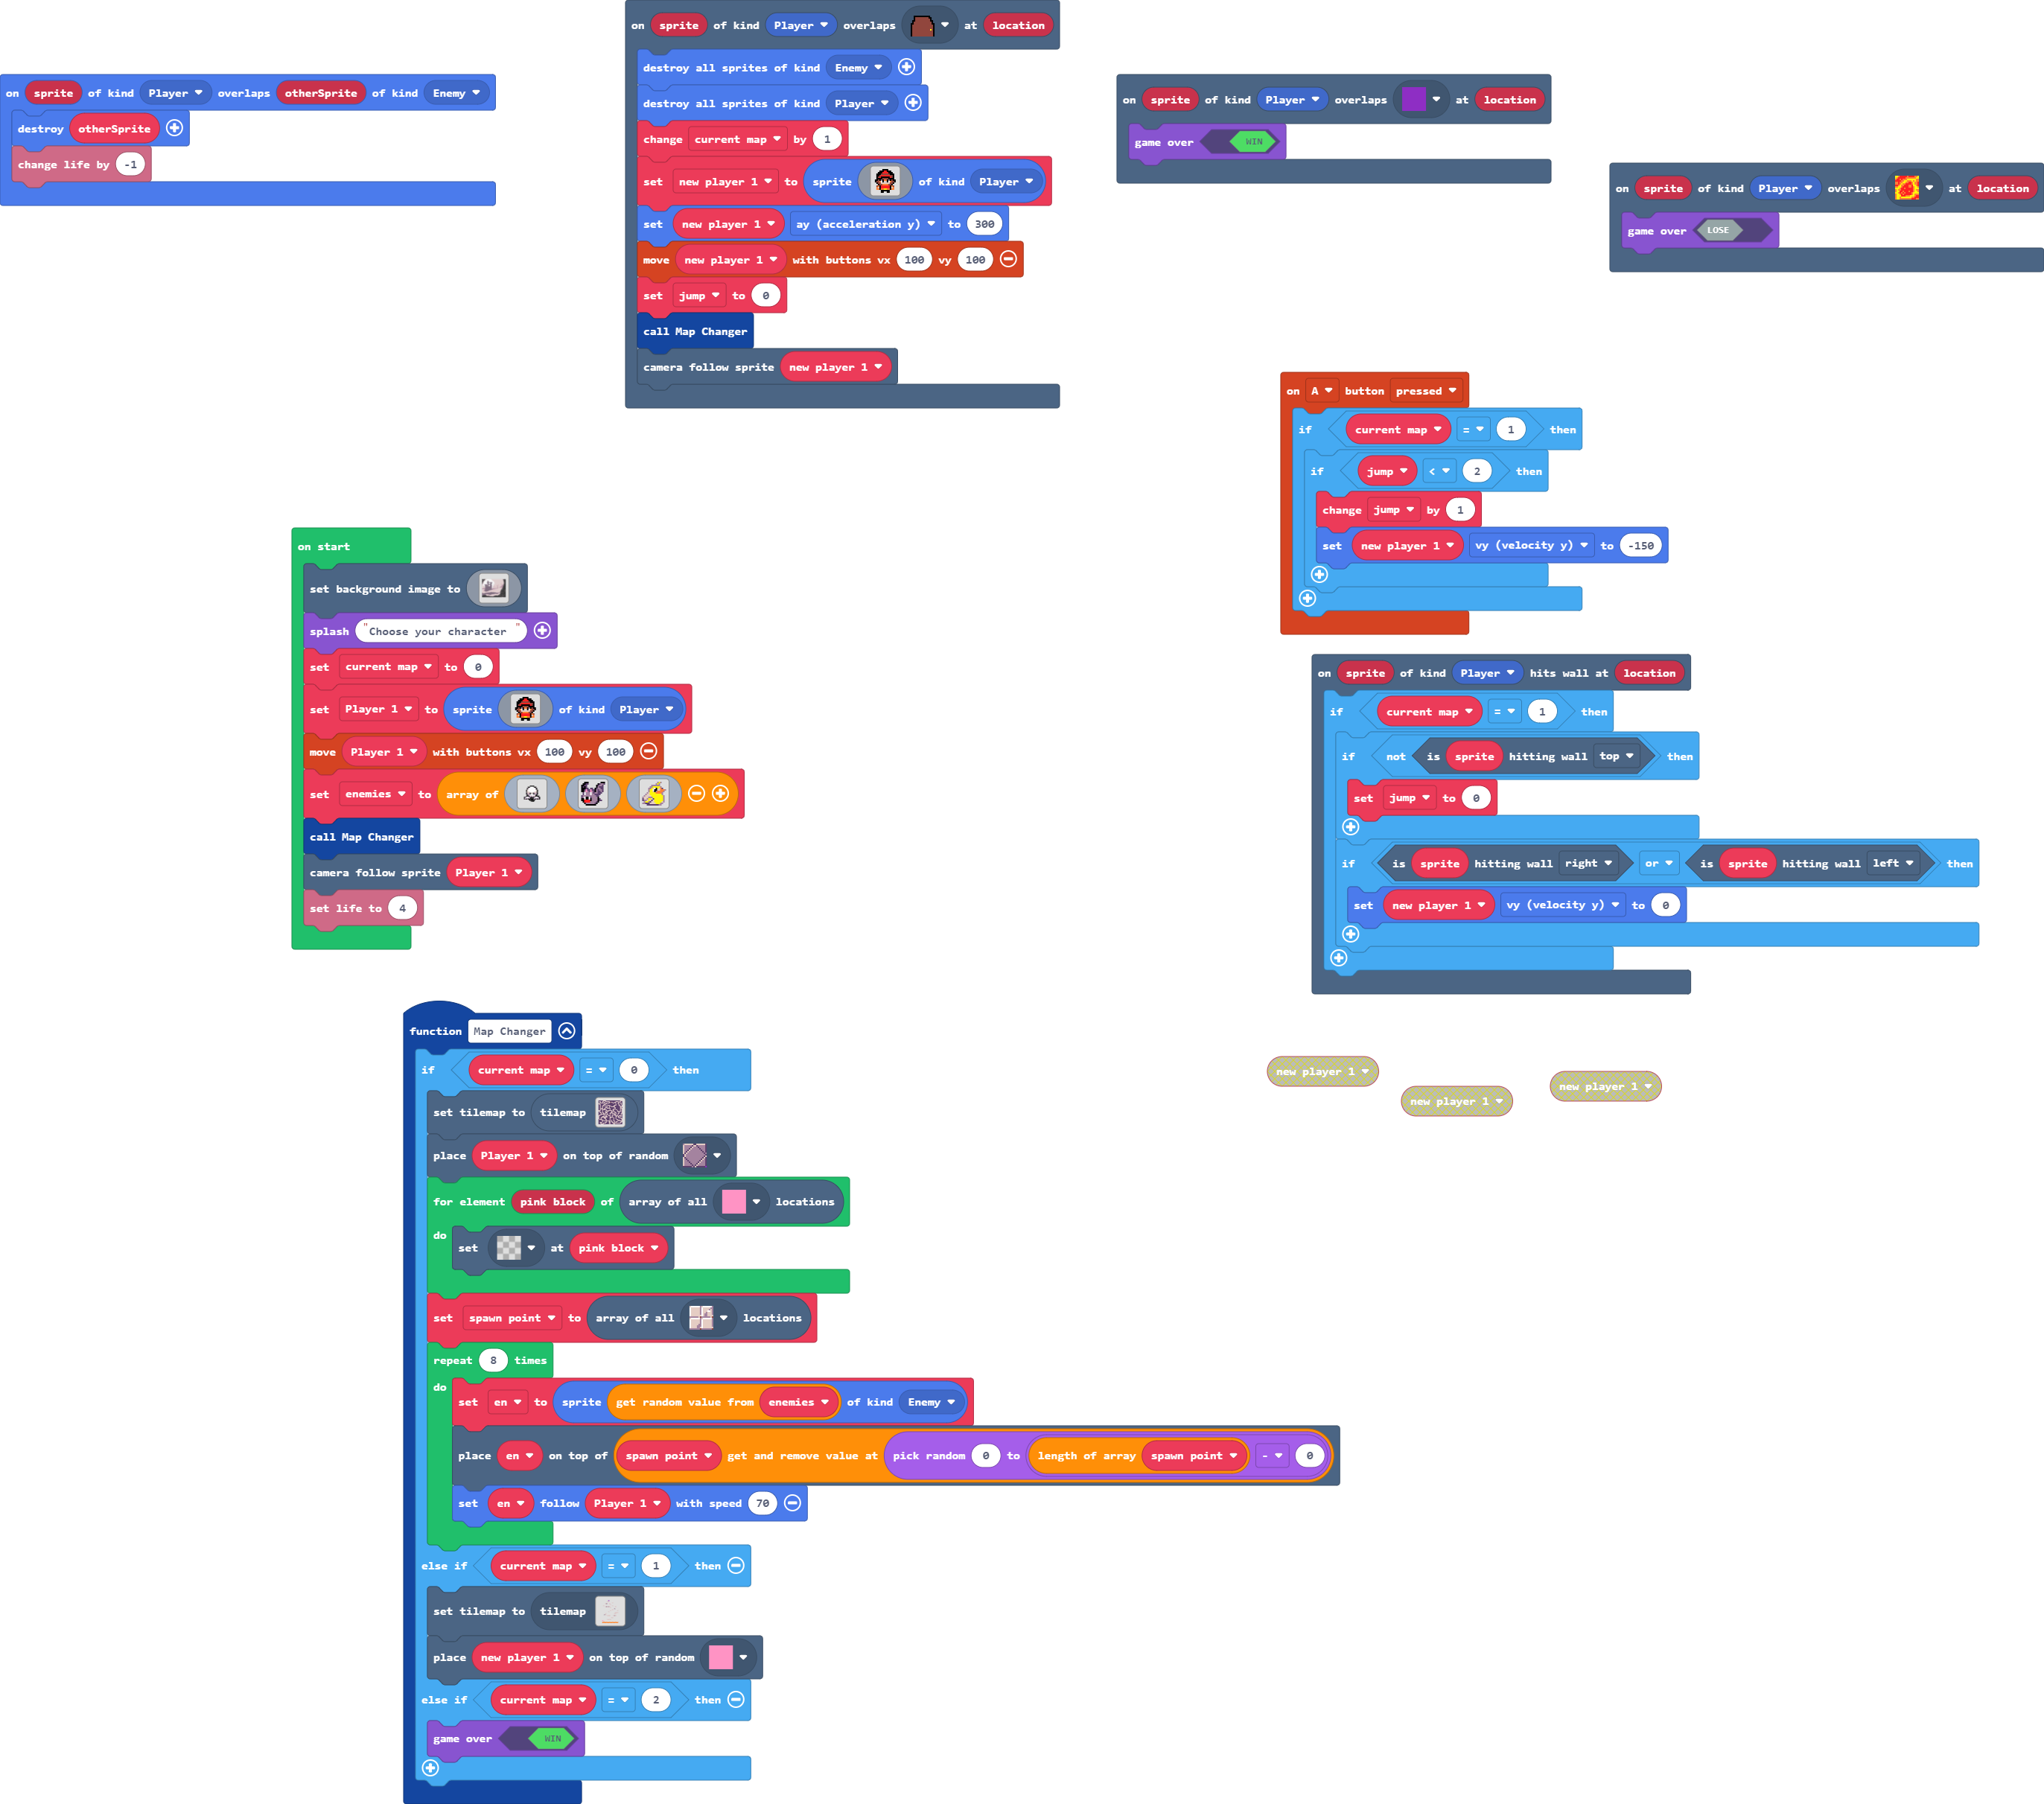 on sprite of kind Player overlaps at location
destroy all sprites of kind Enemy
destroy all sprites of kind Player
change current map by 1
set new player 1 to sprite of kind Player
set new player 1 ay (acceleration y) to 300
move new player 1 with buttons vx 100 vy 100
set jump to 0
call Map Changer
camera follow sprite new player 1
on sprite of kind Player overlaps otherSprite of kind Enemy
destroy otherSprite
change life by -1
on sprite of kind Player overlaps at location
game over WIN
on sprite of kind Player overlaps at location
game over LOSE
on A button pressed
if current map = 1 then
if jump < 2 then
change jump by 1
set new player 1 vy (velocity y) to -150
on start
set background image to
splash "Choose your character "
set current map to 0
set Player 1 to sprite of kind Player
move Player 1 with buttons vx 100 vy 100
set enemies to array of
call Map Changer
camera follow sprite Player 1
set life to 4
on sprite of kind Player hits wall at location
if current map = 1 then
if not is sprite hitting wall top then
set jump to 0
if is sprite hitting wall right or is sprite hitting wall left then
set new player 1 vy (velocity y) to 0
function Map Changer
if current map = 0 then
set tilemap to tilemap
place Player 1 on top of random
for element pink block of array of all locations
do set at pink block
set spawn point to array of all locations
repeat 8 times
do set en to sprite get random value from enemies of kind Enemy
place en on top of spawn point get and remove value at pick random 0 to length of array spawn point - 0
set en follow Player 1 with speed 70
else if current map = 1 then
set tilemap to tilemap
place new player 1 on top of random
else if current map = 2 then
game over WIN
new player 1
new player 1
new player 1